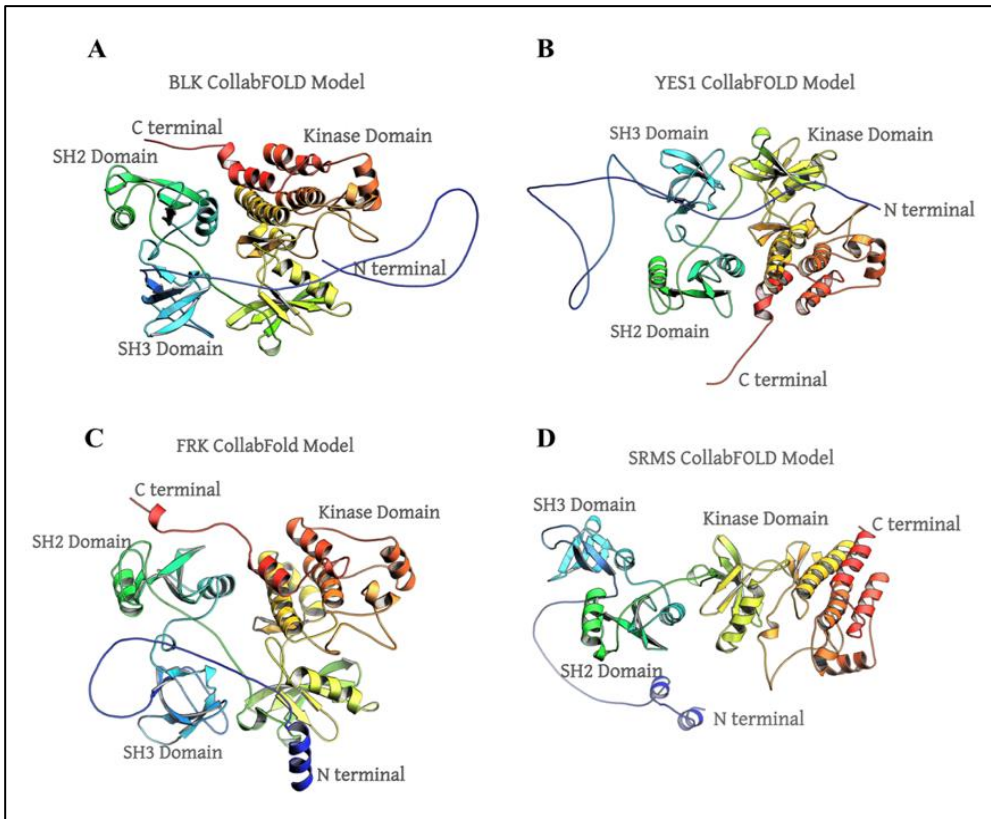 A
BLK CollabFOLD Model
C terminal
SH2 Domain
Kinase Domain
N terminal
SH3 Domain
B
YES1 CollabFOLD Model
SH3 Domain
Kinase Domain
N terminal
SH2 Domain
C terminal
C
FRK CollabFold Model
C terminal
Kinase Domain
SH2 Domain
SH3 Domain
N terminal
D
SRMS CollabFOLD Model
SH3 Domain
Kinase Domain
C terminal
SH2 Domain
N terminal